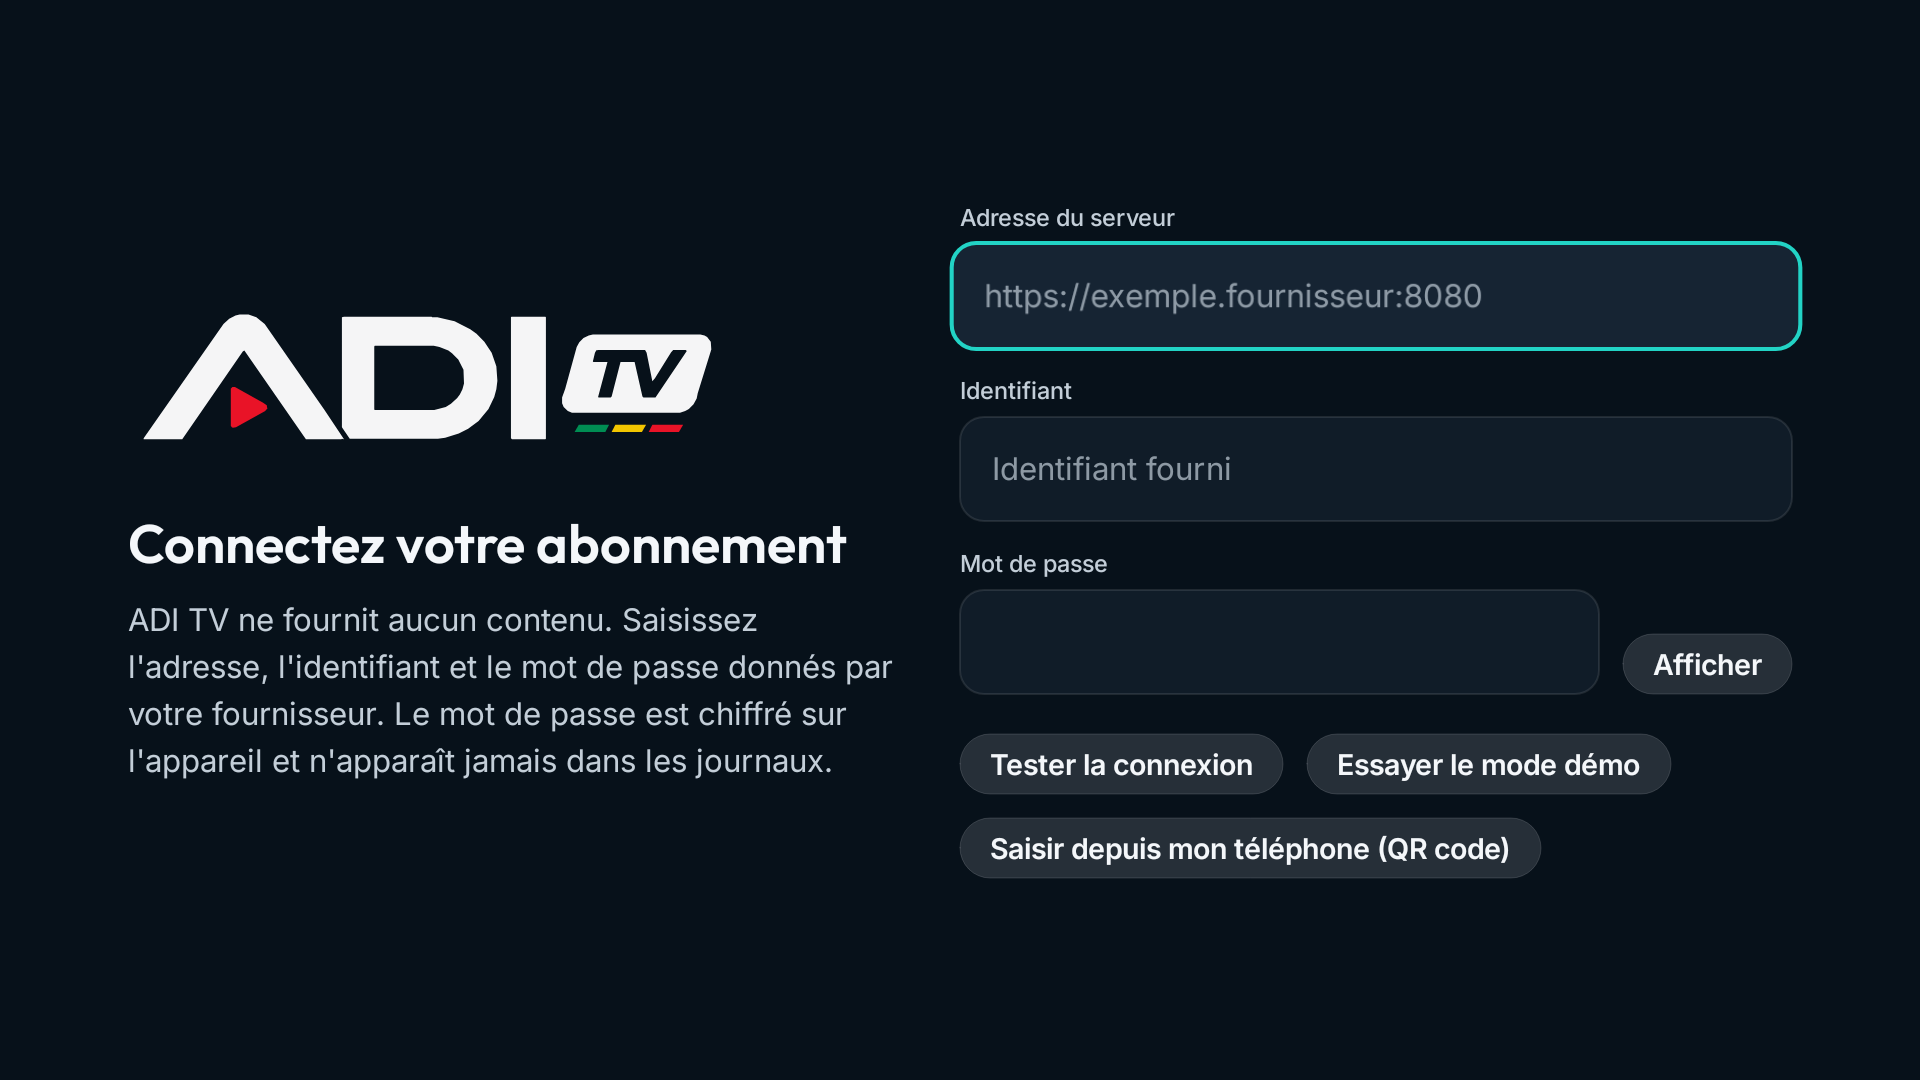 ADI TV
Connectez votre abonnement
ADI TV ne fournit aucun contenu. Saisissez
l'adresse, l'identifiant et le mot de passe donnés par
votre fournisseur. Le mot de passe est chiffré sur
l'appareil et n'apparaît jamais dans les journaux.
Adresse du serveur
https://exemple.fournisseur:8080
Identifiant
Identifiant fourni
Mot de passe
Afficher
Tester la connexion
Essayer le mode démo
Saisir depuis mon téléphone (QR code)